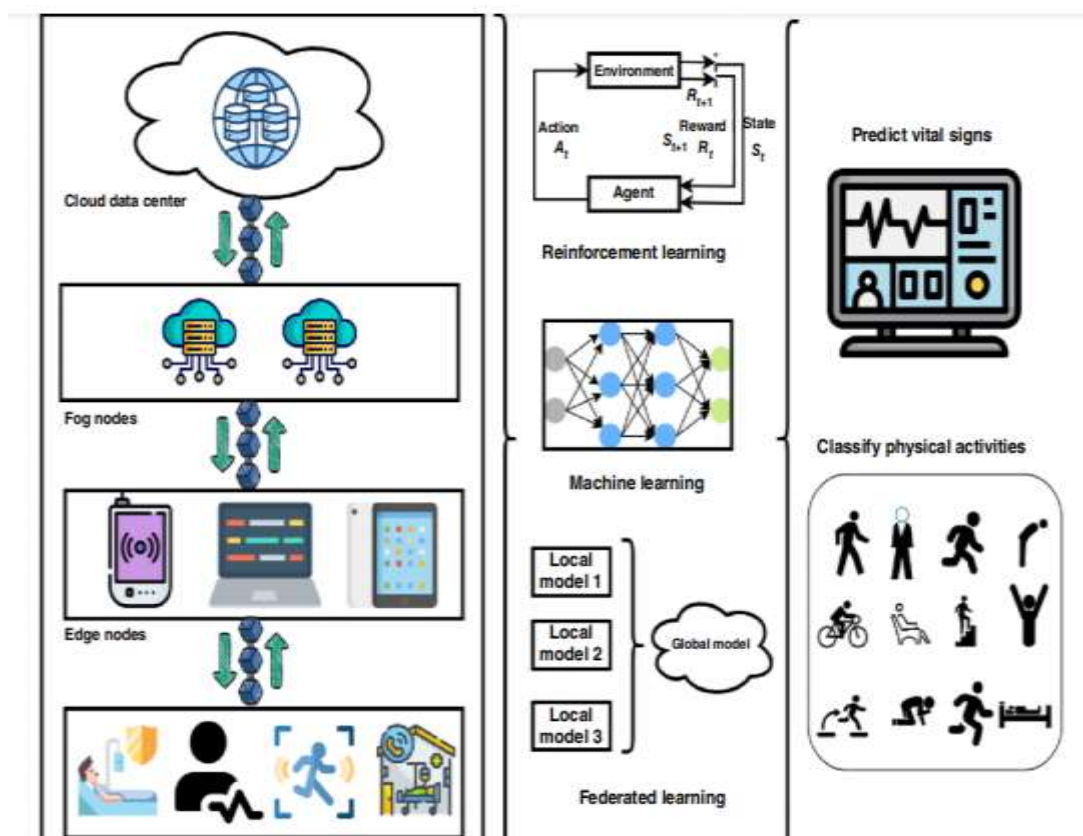 Cloud data center
Fog nodes
Edge nodes
Environment
R_{t+1}
Action
A_t
S_{t+1}
Reward
R_t
State
S_t
Agent
Reinforcement learning
Machine learning
Local
model 1
Local
model 2
Local
model 3
Global model
Federated learning
Predict vital signs
Classify physical activities